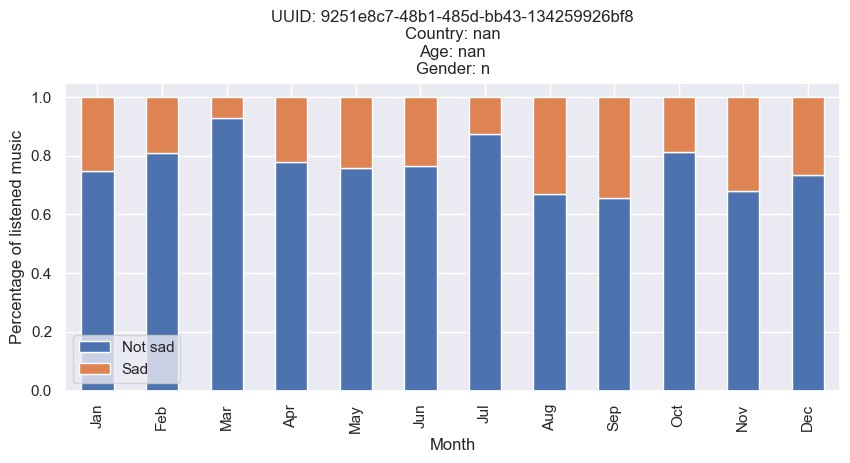 UUID: 9251e8c7-48b1-485d-bb43-134259926bf8
Country: nan
Age: nan
Gender: n
Percentage of listened music
1.0
0.8
0.6
0.4
0.2
0.0
Not sad
Sad
Jan Feb Mar Apr May Jun Jul Aug Sep Oct Nov Dec
Month